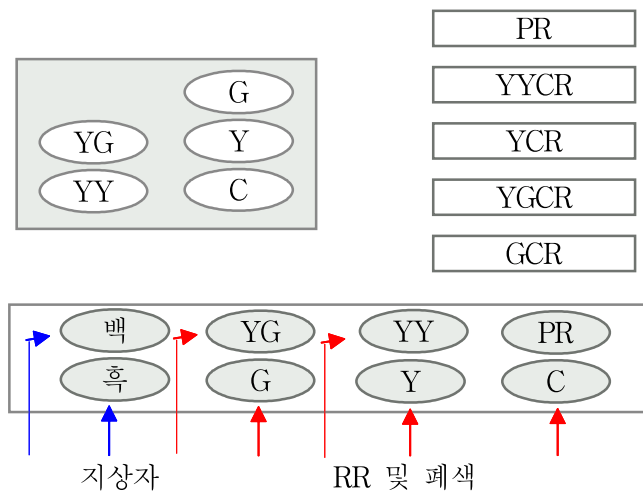 G
YG Y
YY C
PR
YYCR
YCR
YGCR
GCR
백 YG YY PR
흑 G Y C
지상자 RR 및 폐색